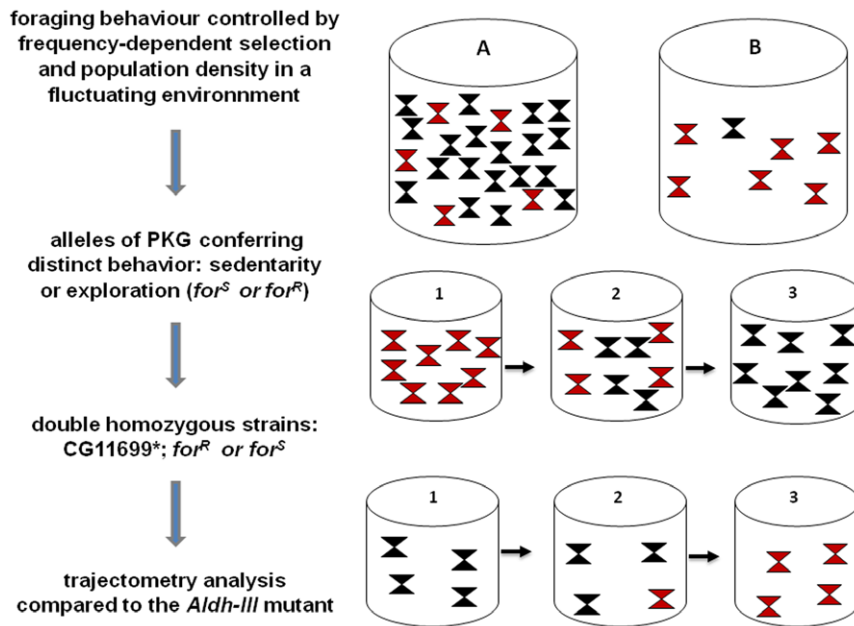 foraging behaviour controlled by
frequency-dependent selection
and population density in a
fluctuating environnment
alleles of PKG conferring
distinct behavior: sedentarity
or exploration (forS or forR)
double homozygous strains:
CG11699*; forR or forS
trajectometry analysis
compared to the Aldh-III mutant
A
B
1
2
3
1
2
3